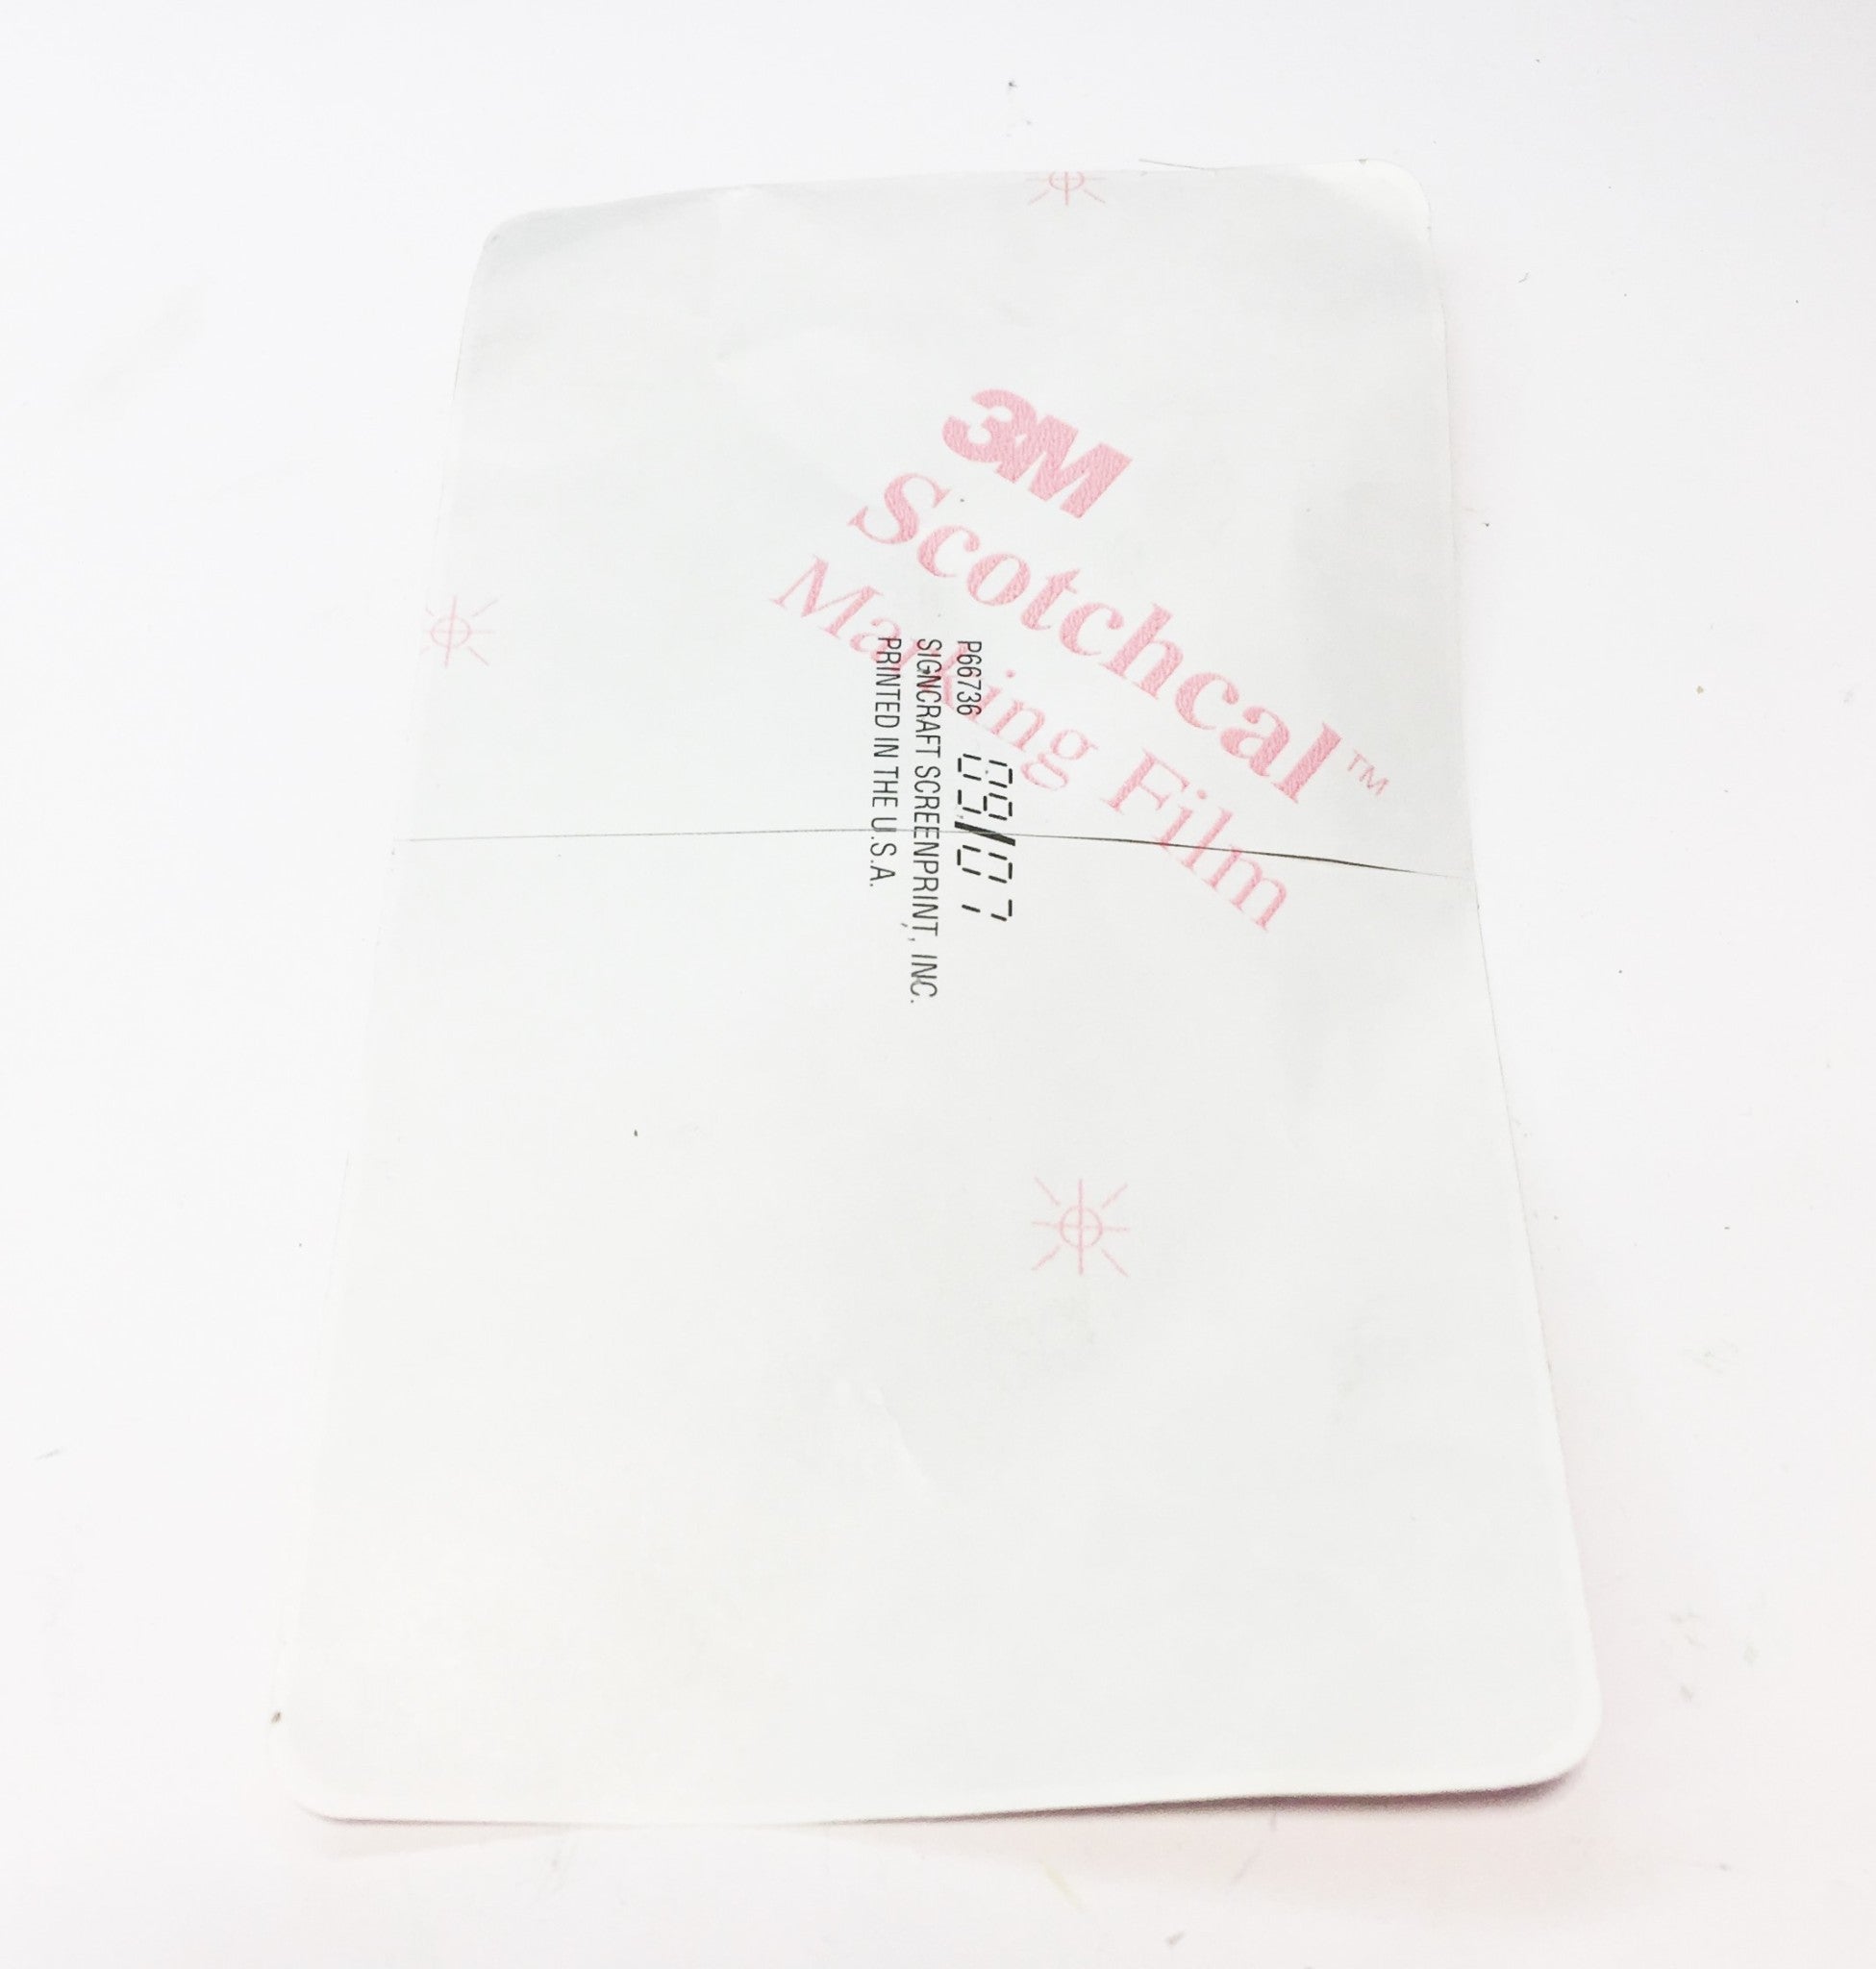 3M
Scotchcal™
Marking Film
P66736 09/07
SIGNCRAFT SCREENPRINT, INC.
PRINTED IN THE U.S.A.